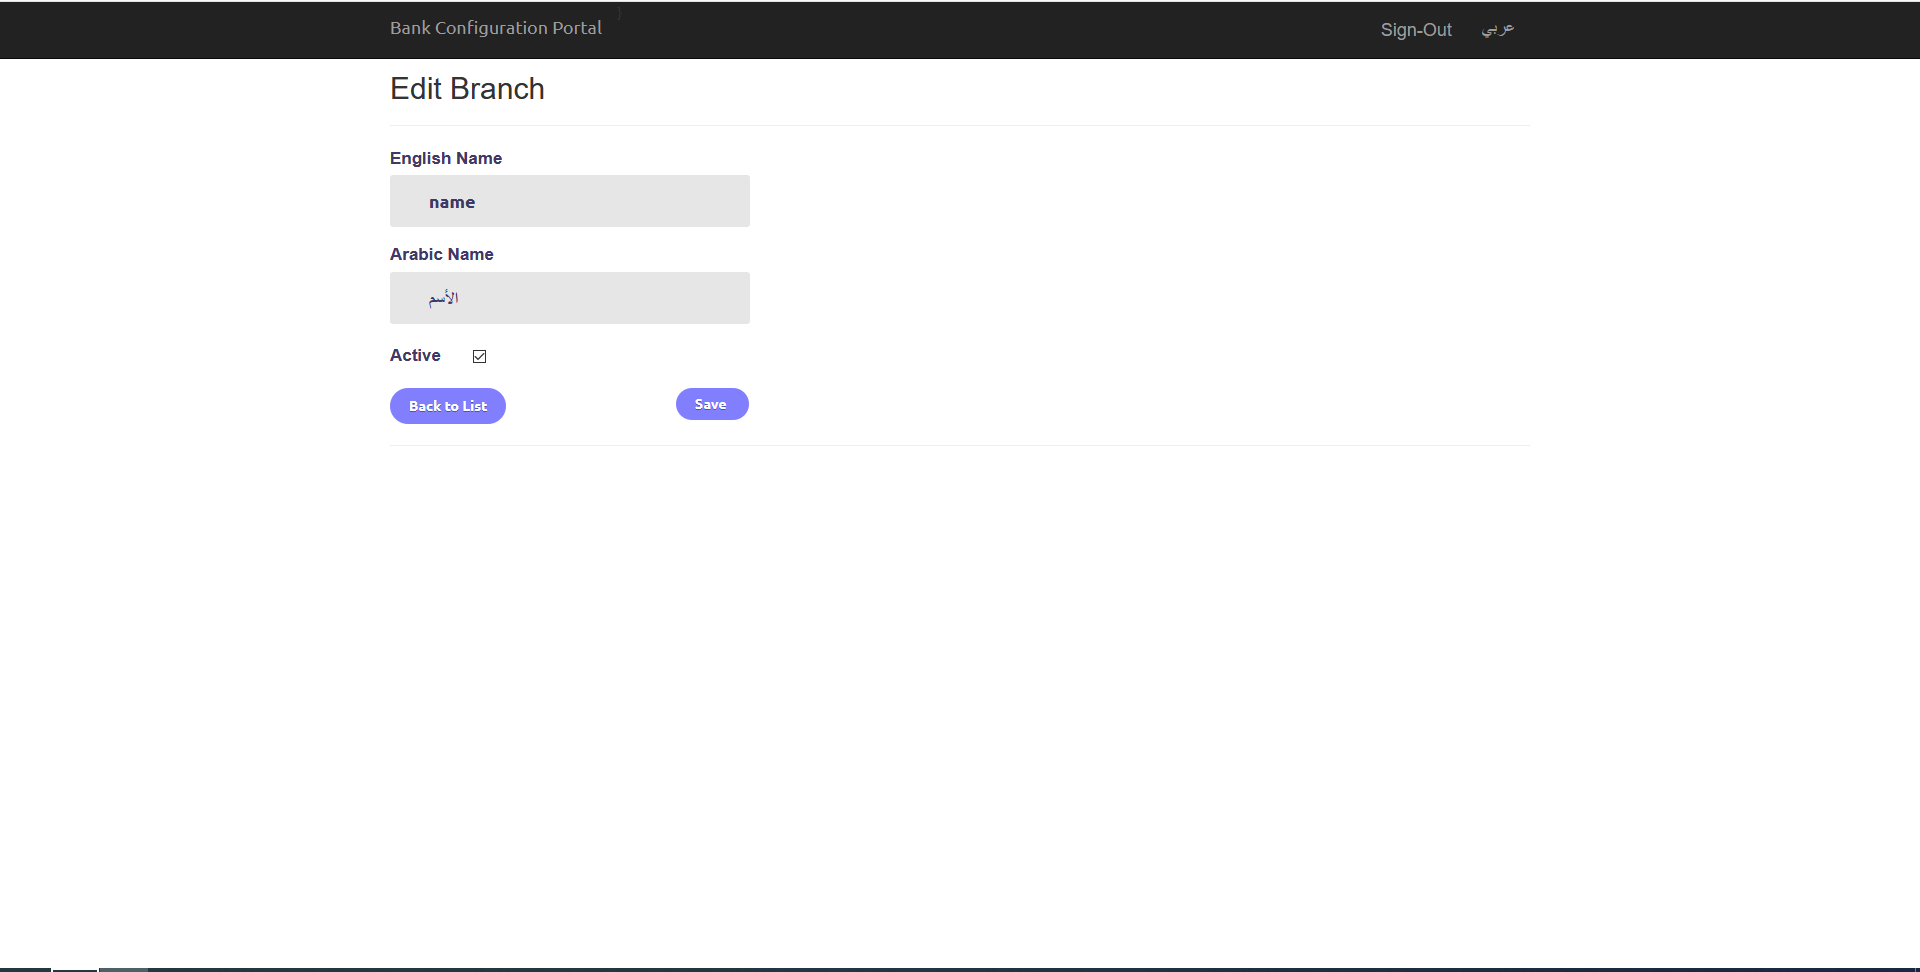 Bank Configuration Portal
Sign-Out
عربي
Edit Branch
English Name
name
Arabic Name
الأسم
Active
Back to List
Save